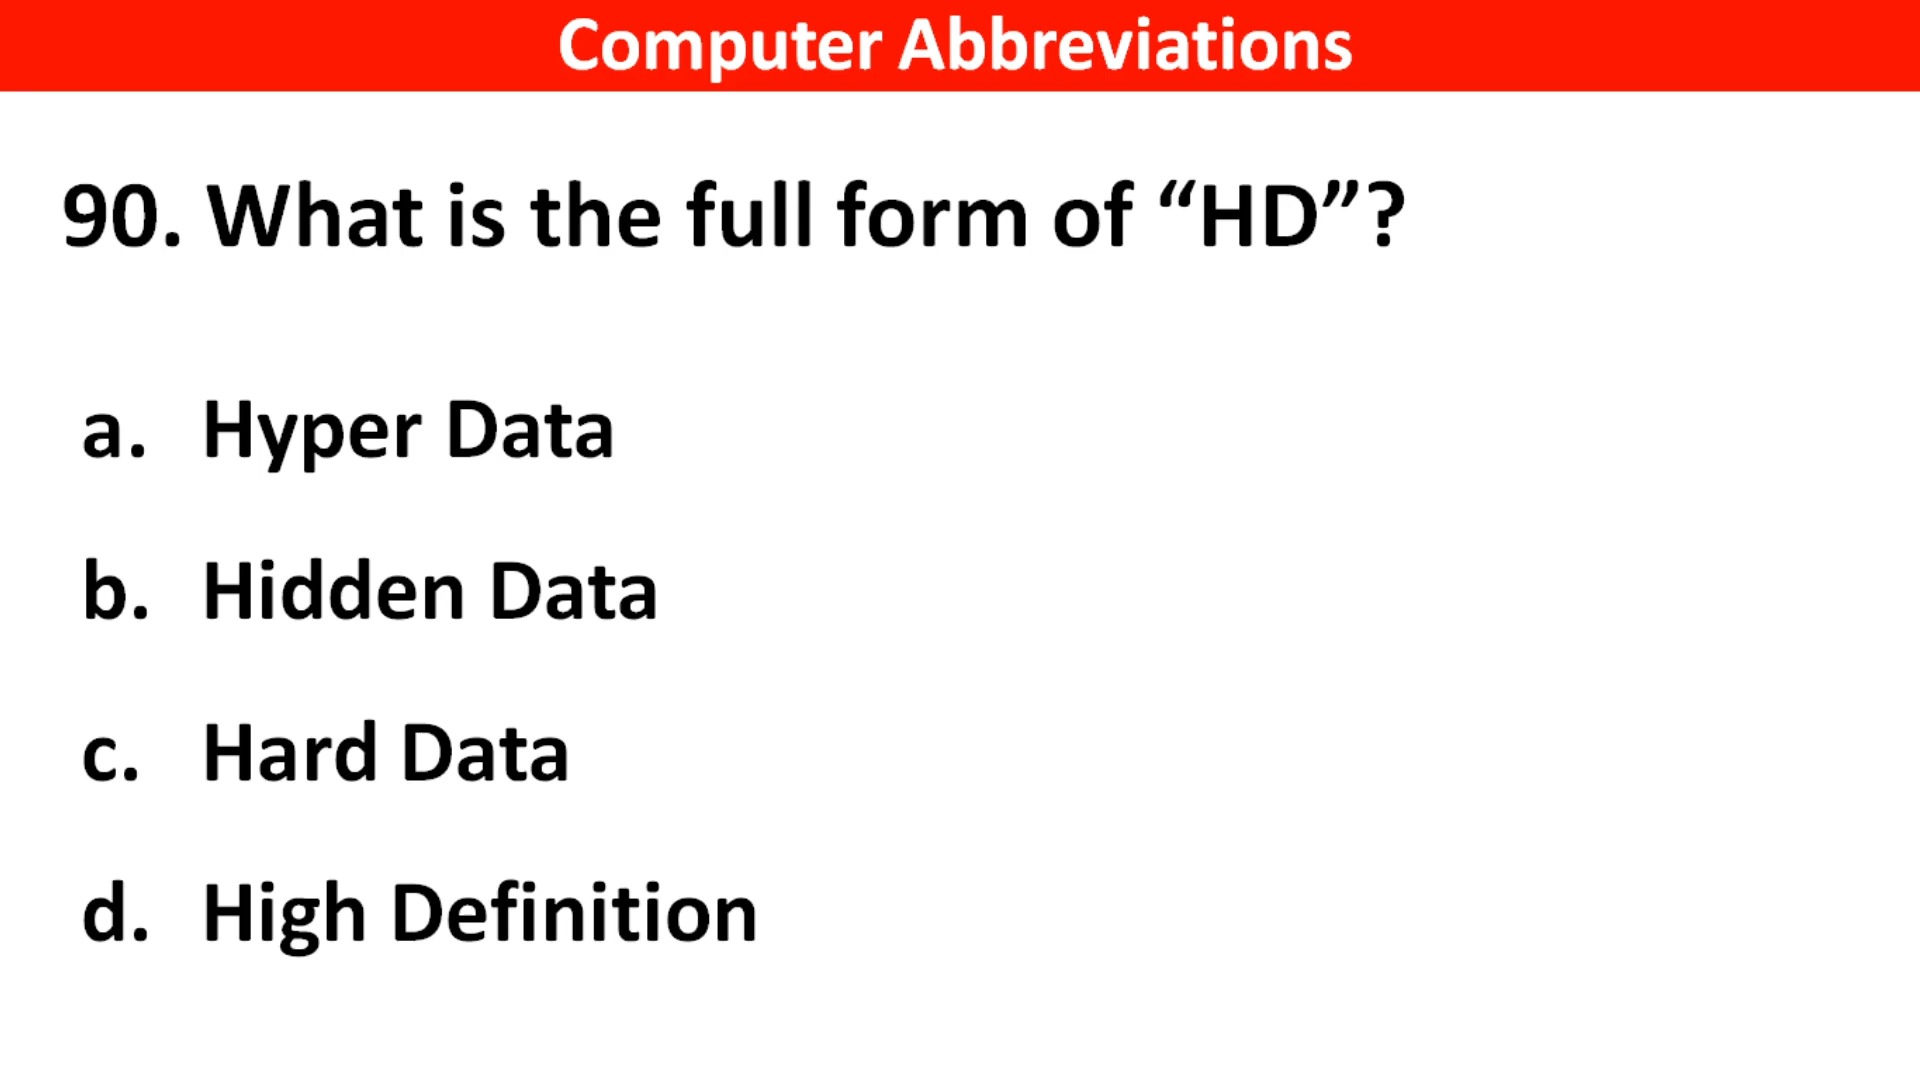 Computer Abbreviations
90. What is the full form of “HD”?
a. Hyper Data
b. Hidden Data
c. Hard Data
d. High Definition